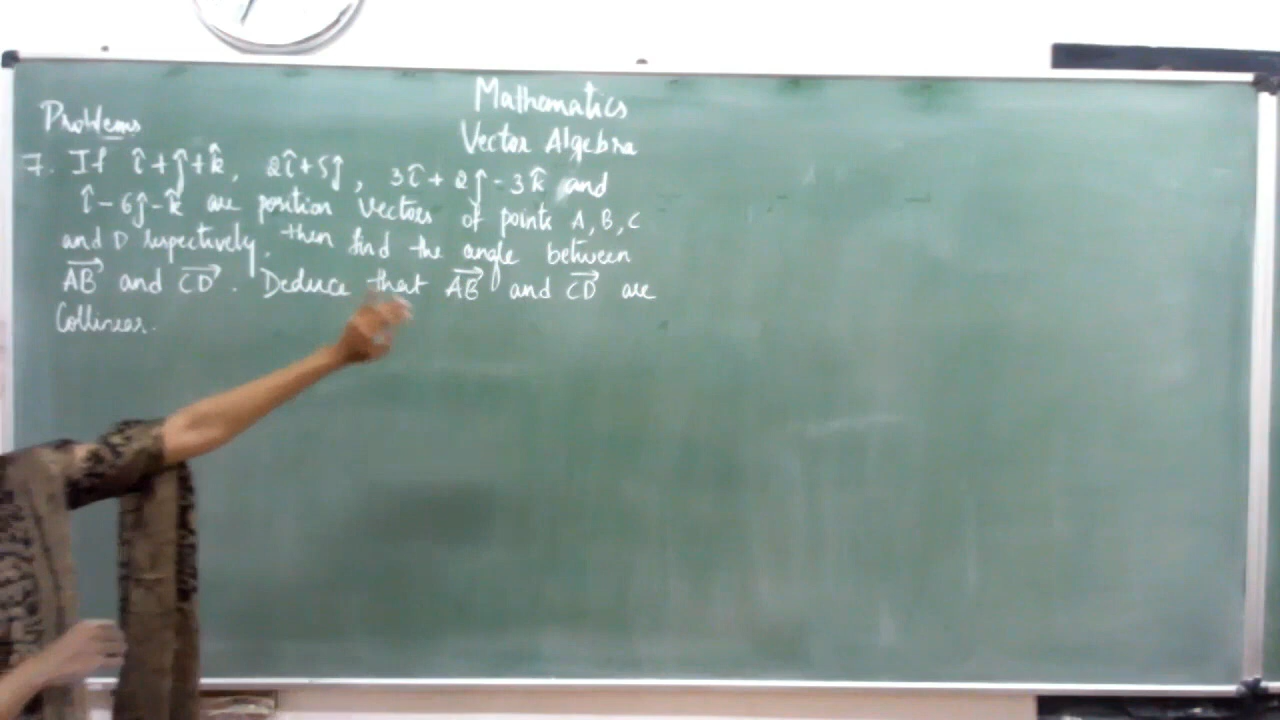 Mathematics
Vector Algebra
Problems
7. If î+ĵ+k̂, 2î+5ĵ, 3î+2ĵ-3k̂ and
î-6ĵ-k̂ are position vectors of points A, B, C
and D respectively, then find the angle between
AB⃗ and CD⃗. Deduce that AB⃗ and CD⃗ are
Collinear.